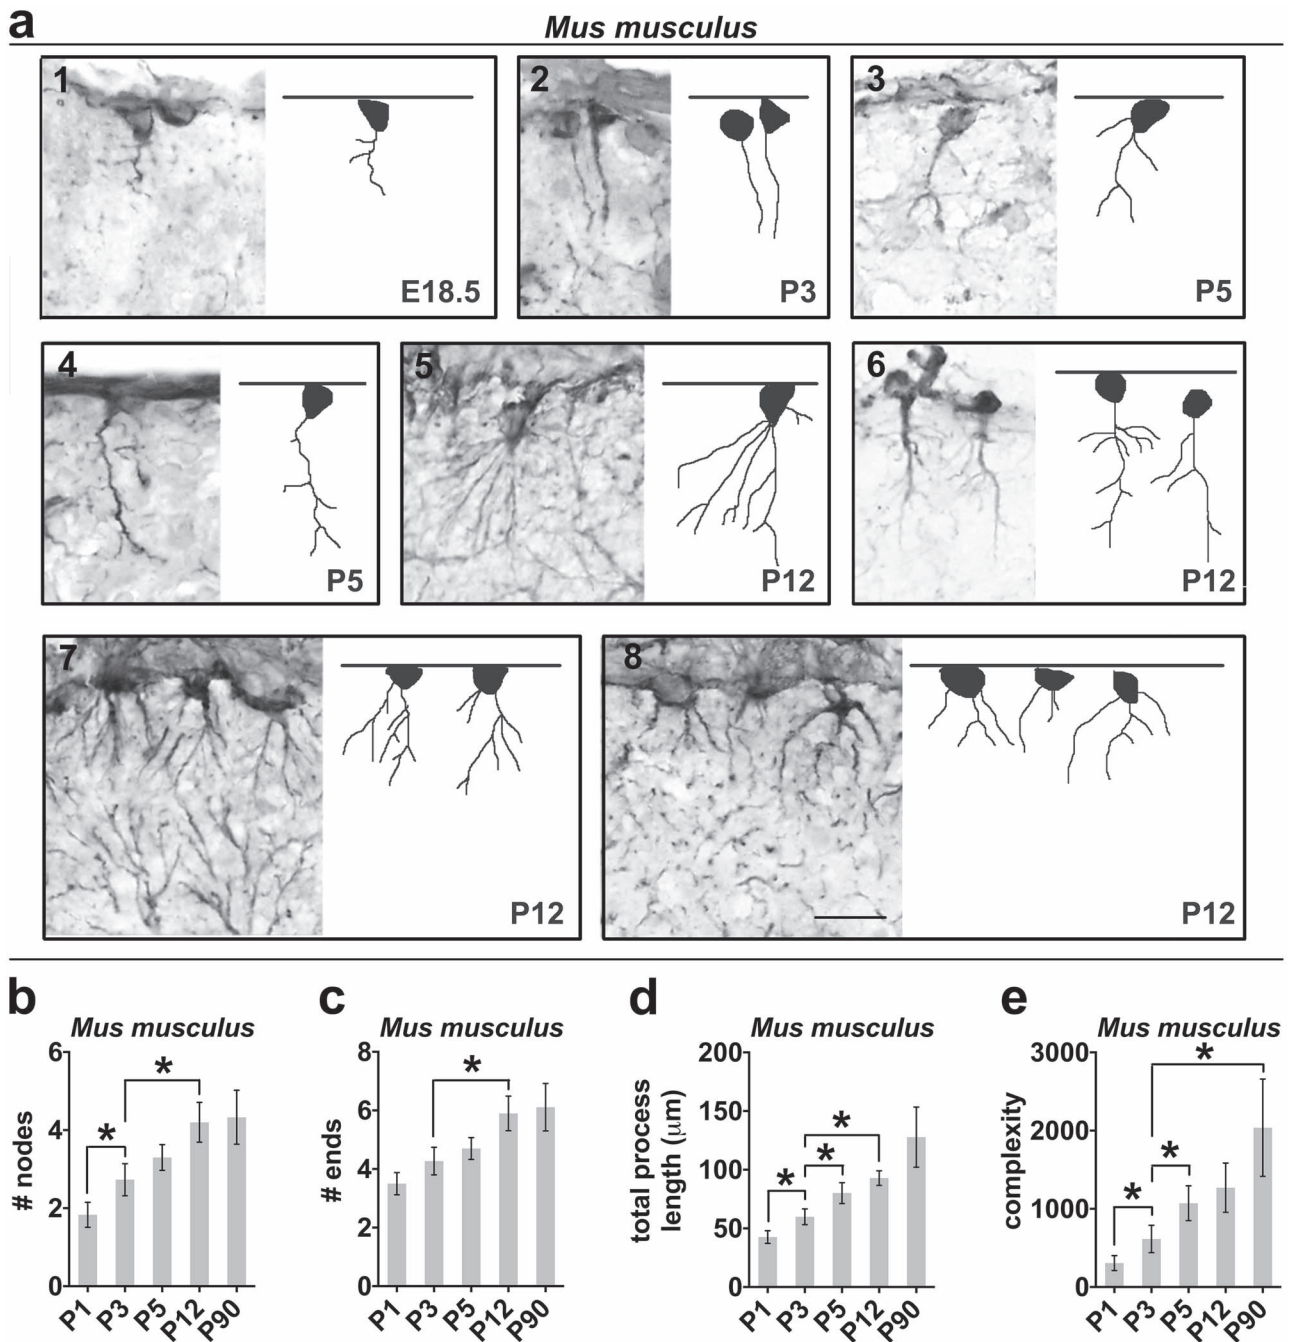 a
Mus musculus
1
E18.5
2
P3
3
P5
4
P5
5
P12
6
P12
7
P12
8
P12
b
Mus musculus
# nodes
6
4
2
0
*
*
P1
P3
P5
P12
P90
c
Mus musculus
# ends
8
6
4
2
0
*
P1
P3
P5
P12
P90
d
Mus musculus
total process
length (μm)
200
150
100
50
0
*
*
*
P1
P3
P5
P12
P90
e
Mus musculus
complexity
3000
2000
1000
0
*
*
*
P1
P3
P5
P12
P90